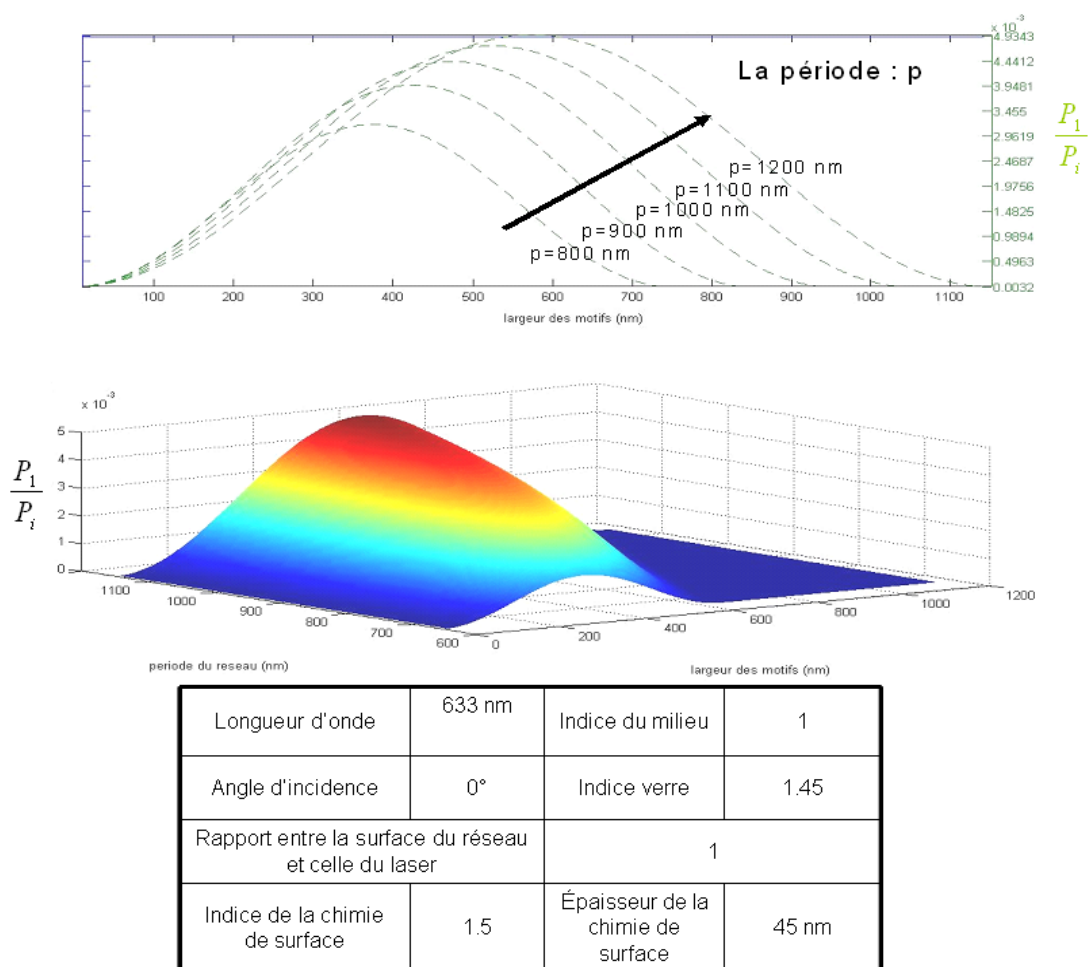 x 10⁻³
4.9343
4.4412
3.9481
3.455
2.9619
2.4687
1.9756
1.4825
0.9894
0.4963
0.0032
La période : p
P₁
Pᵢ
p=1200 nm
p=1100 nm
p=1000 nm
p=900 nm
p=800 nm
100 200 300 400 500 600 700 800 900 1000 1100
largeur des motifs (nm)
x 10⁻³
5
4
3
2
1
0
P₁
Pᵢ
1100 1000 900 800 700 600
0 200 400 600 800 1000 1200
periode du reseau (nm)
largeur des motifs (nm)
Longueur d'onde
633 nm
Indice du milieu
1
Angle d'incidence
0°
Indice verre
1.45
Rapport entre la surface du réseau
et celle du laser
1
Indice de la chimie
de surface
1.5
Épaisseur de la
chimie de
surface
45 nm